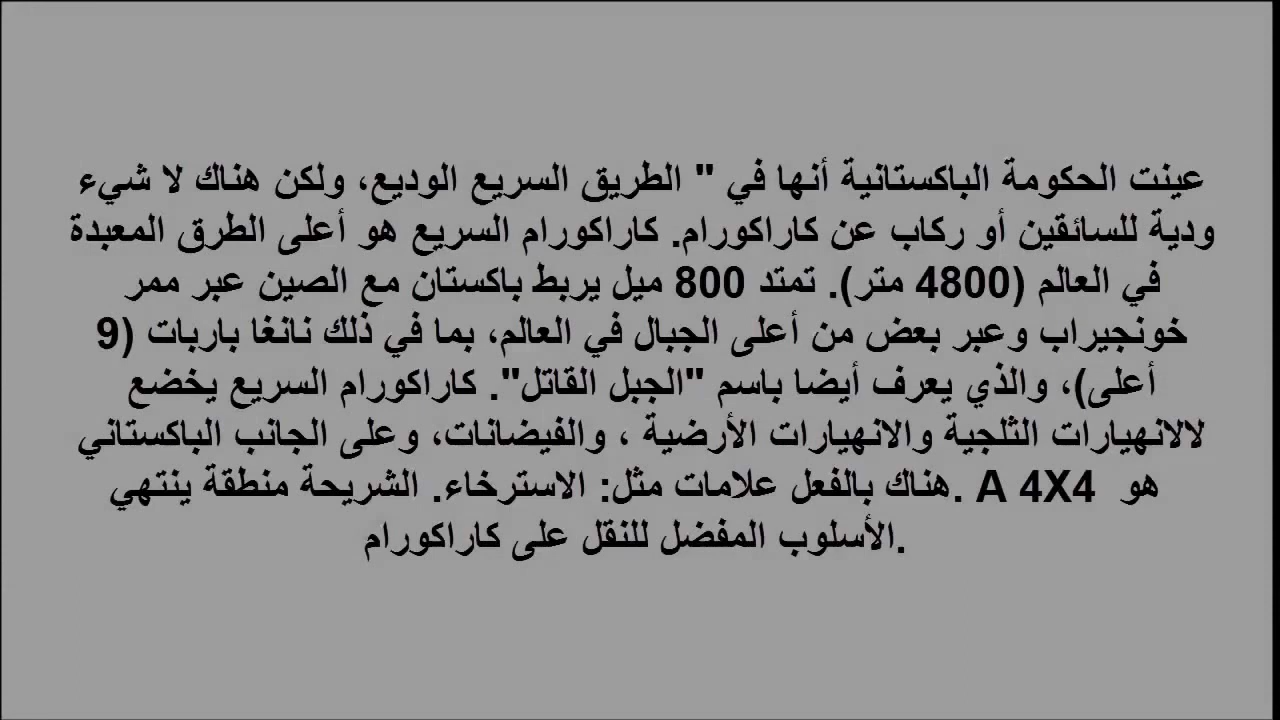 عينت الحكومة الباكستانية أنها في " الطريق السريع الوديع، ولكن هناك لا شيء
ودية للسائقين أو ركاب عن كاراكورام. كاراكورام السريع هو أعلى الطرق المعبدة
في العالم (4800 متر). تمتد 800 ميل يربط باكستان مع الصين عبر ممر
خونجيراب وعبر بعض من أعلى الجبال في العالم، بما في ذلك نانغا باربات (9
أعلى)، والذي يعرف أيضا باسم "الجبل القاتل". كاراكورام السريع يخضع
لالانهيارات الثلجية والانهيارات الأرضية ، والفيضانات، وعلى الجانب الباكستاني
هناك بالفعل علامات مثل: الاسترخاء. الشريحة منطقة ينتهي. A 4X4 هو
الأسلوب المفضل للنقل على كاراكورام.